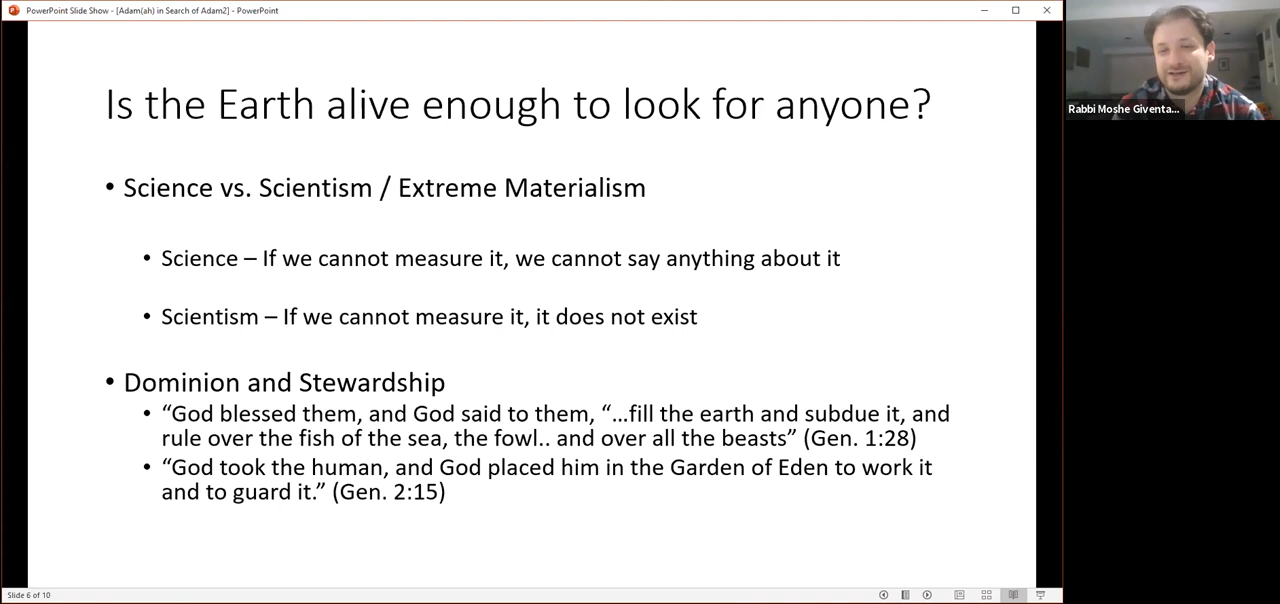 PowerPoint Slide Show - [Adam(ah) in Search of Adam2] - PowerPoint
Is the Earth alive enough to look for anyone?
• Science vs. Scientism / Extreme Materialism
• Science – If we cannot measure it, we cannot say anything about it
• Scientism – If we cannot measure it, it does not exist
• Dominion and Stewardship
• “God blessed them, and God said to them, “…fill the earth and subdue it, and
rule over the fish of the sea, the fowl.. and over all the beasts” (Gen. 1:28)
• “God took the human, and God placed him in the Garden of Eden to work it
and to guard it.” (Gen. 2:15)
Slide 6 of 10
Rabbi Moshe Giventa...